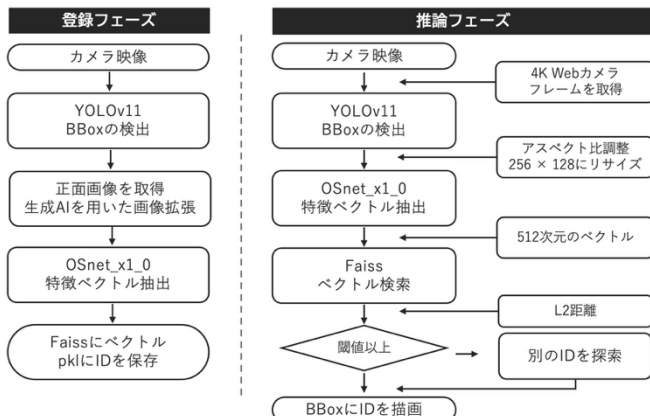 登録フェーズ
カメラ映像
YOLOv11
BBoxの検出
正面画像を取得
生成AIを用いた画像拡張
OSnet_x1_0
特徴ベクトル抽出
Faissにベクトル
pklにIDを保存
推論フェーズ
カメラ映像
4K Webカメラ
フレームを取得
YOLOv11
BBoxの検出
アスペクト比調整
256 × 128にリサイズ
OSnet_x1_0
特徴ベクトル抽出
512次元のベクトル
Faiss
ベクトル検索
L2距離
閾値以上
別のIDを探索
BBoxにIDを描画